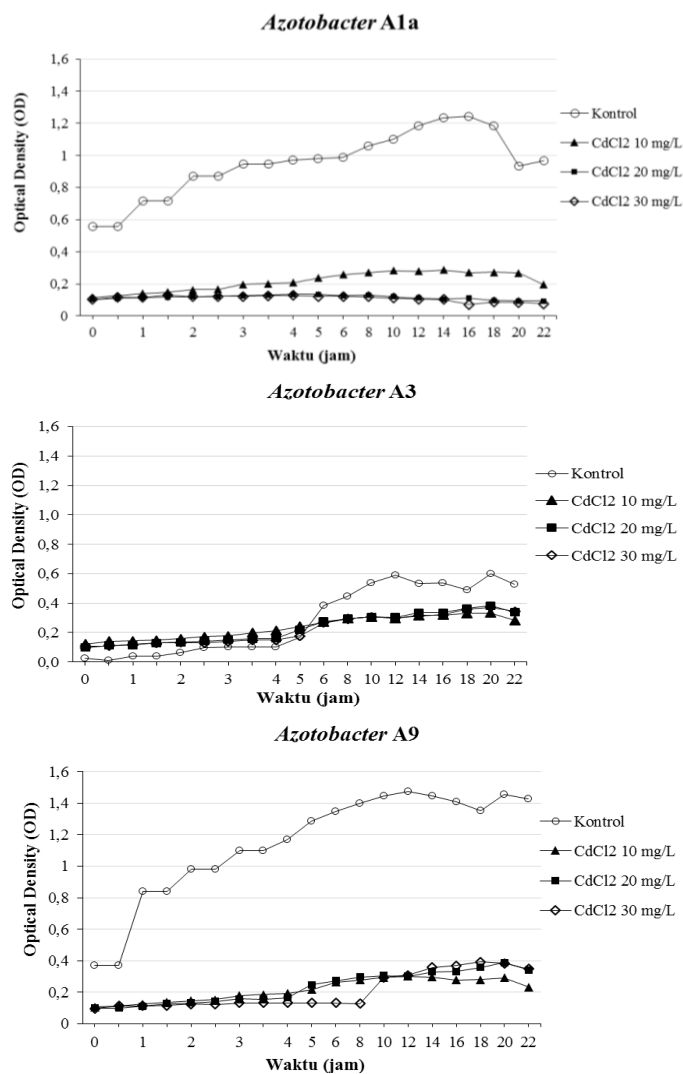 Azotobacter A1a
Optical Density (OD)
1,6
1,4
1,2
1
0,8
0,6
0,4
0,2
0
0 1 2 3 4 5 6 8 10 12 14 16 18 20 22
Waktu (jam)
Kontrol
CdCl2 10 mg/L
CdCl2 20 mg/L
CdCl2 30 mg/L
Azotobacter A3
Optical Density (OD)
1,6
1,4
1,2
1,0
0,8
0,6
0,4
0,2
0,0
0 1 2 3 4 5 6 8 10 12 14 16 18 20 22
Waktu (jam)
Kontrol
CdCl2 10 mg/L
CdCl2 20 mg/L
CdCl2 30 mg/L
Azotobacter A9
Optical Density (OD)
1,6
1,4
1,2
1
0,8
0,6
0,4
0,2
0
0 1 2 3 4 5 6 8 10 12 14 16 18 20 22
Waktu (jam)
Kontrol
CdCl2 10 mg/L
CdCl2 20 mg/L
CdCl2 30 mg/L